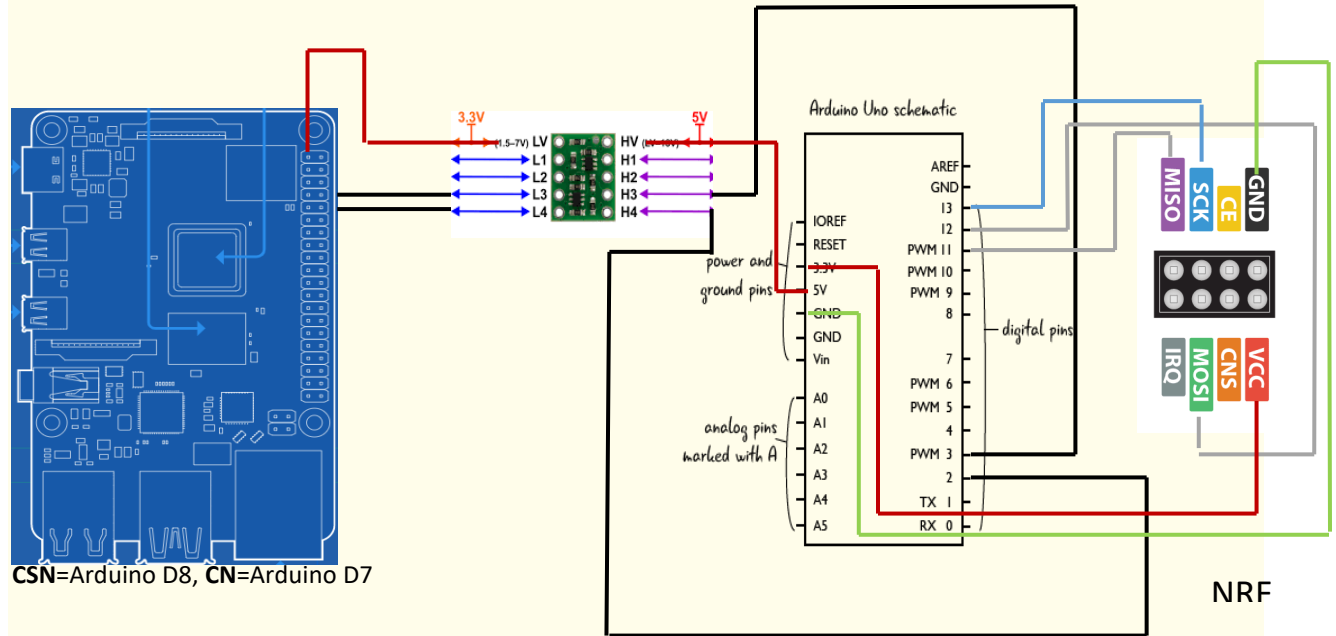 3.3V
5V
(1.5–7V) LV
HV (LV–18V)
L1
H1
L2
H2
L3
H3
L4
H4
Arduino Uno schematic
AREF
GND
13
12
PWM 11
PWM 10
PWM 9
8
7
PWM 6
PWM 5
4
PWM 3
2
TX 1
RX 0
IOREF
RESET
3.3V
5V
GND
GND
Vin
power and
ground pins
A0
A1
A2
A3
A4
A5
analog pins
marked with A
digital pins
MISO
SCK
CE
GND
IRQ
MOSI
CNS
VCC
NRF
CSN=Arduino D8, CN=Arduino D7